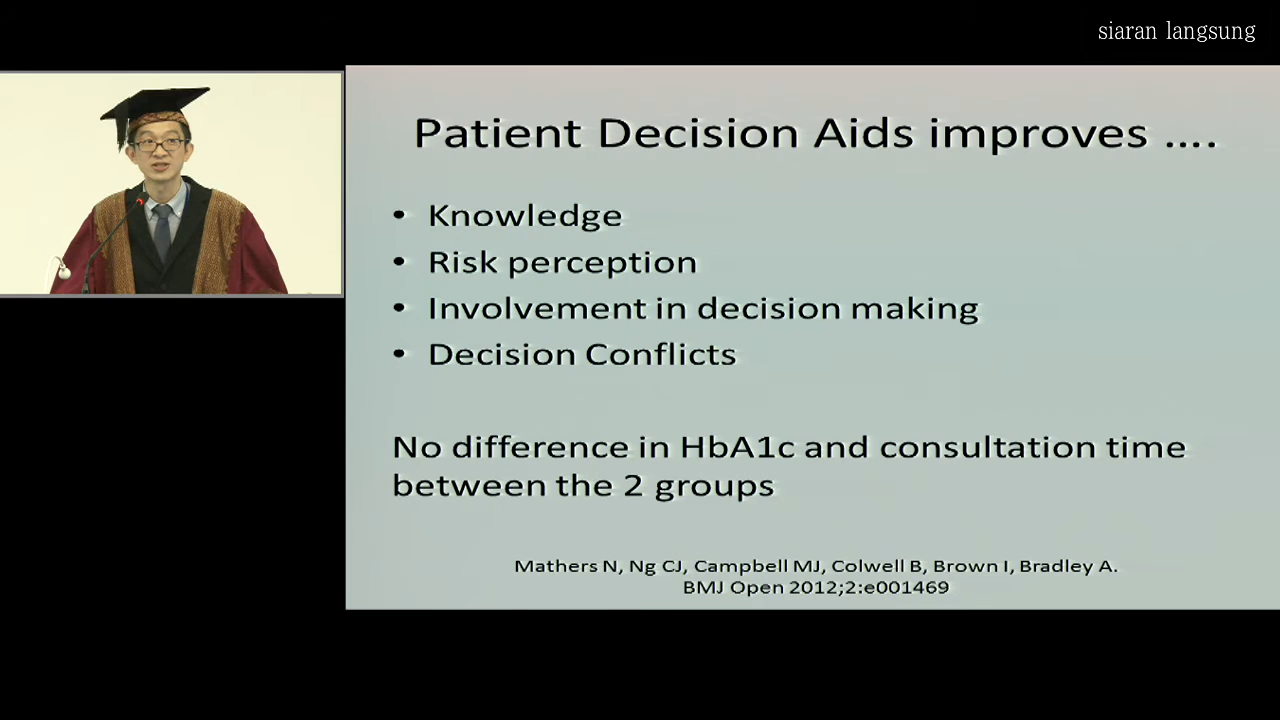 siaran langsung
Patient Decision Aids improves ....
• Knowledge
• Risk perception
• Involvement in decision making
• Decision Conflicts
No difference in HbA1c and consultation time
between the 2 groups
Mathers N, Ng CJ, Campbell MJ, Colwell B, Brown I, Bradley A.
BMJ Open 2012;2:e001469